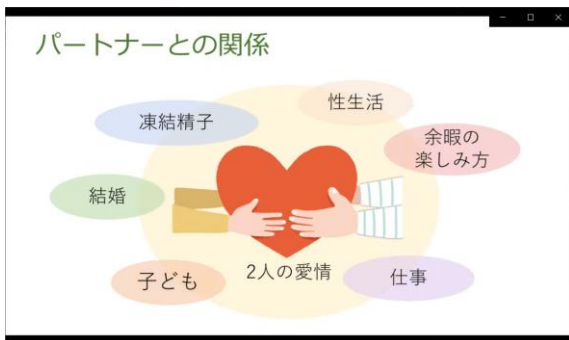 パートナーとの関係
性生活
凍結精子
余暇の
楽しみ方
結婚
子ども
2人の愛情
仕事